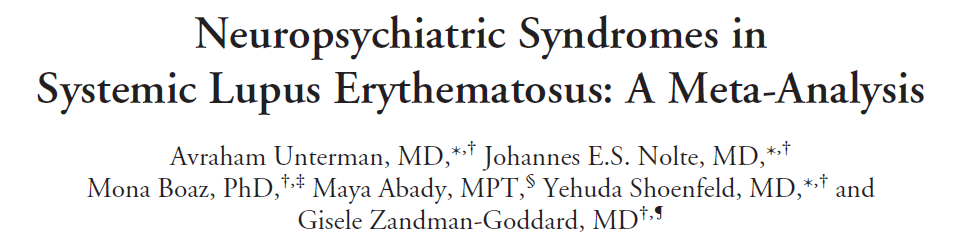 Neuropsychiatric Syndromes in
Systemic Lupus Erythematosus: A Meta-Analysis
Avraham Unterman, MD,*,† Johannes E.S. Nolte, MD,*,†
Mona Boaz, PhD,†,‡ Maya Abady, MPT,§ Yehuda Shoenfeld, MD,*,† and
Gisele Zandman-Goddard, MD†,¶